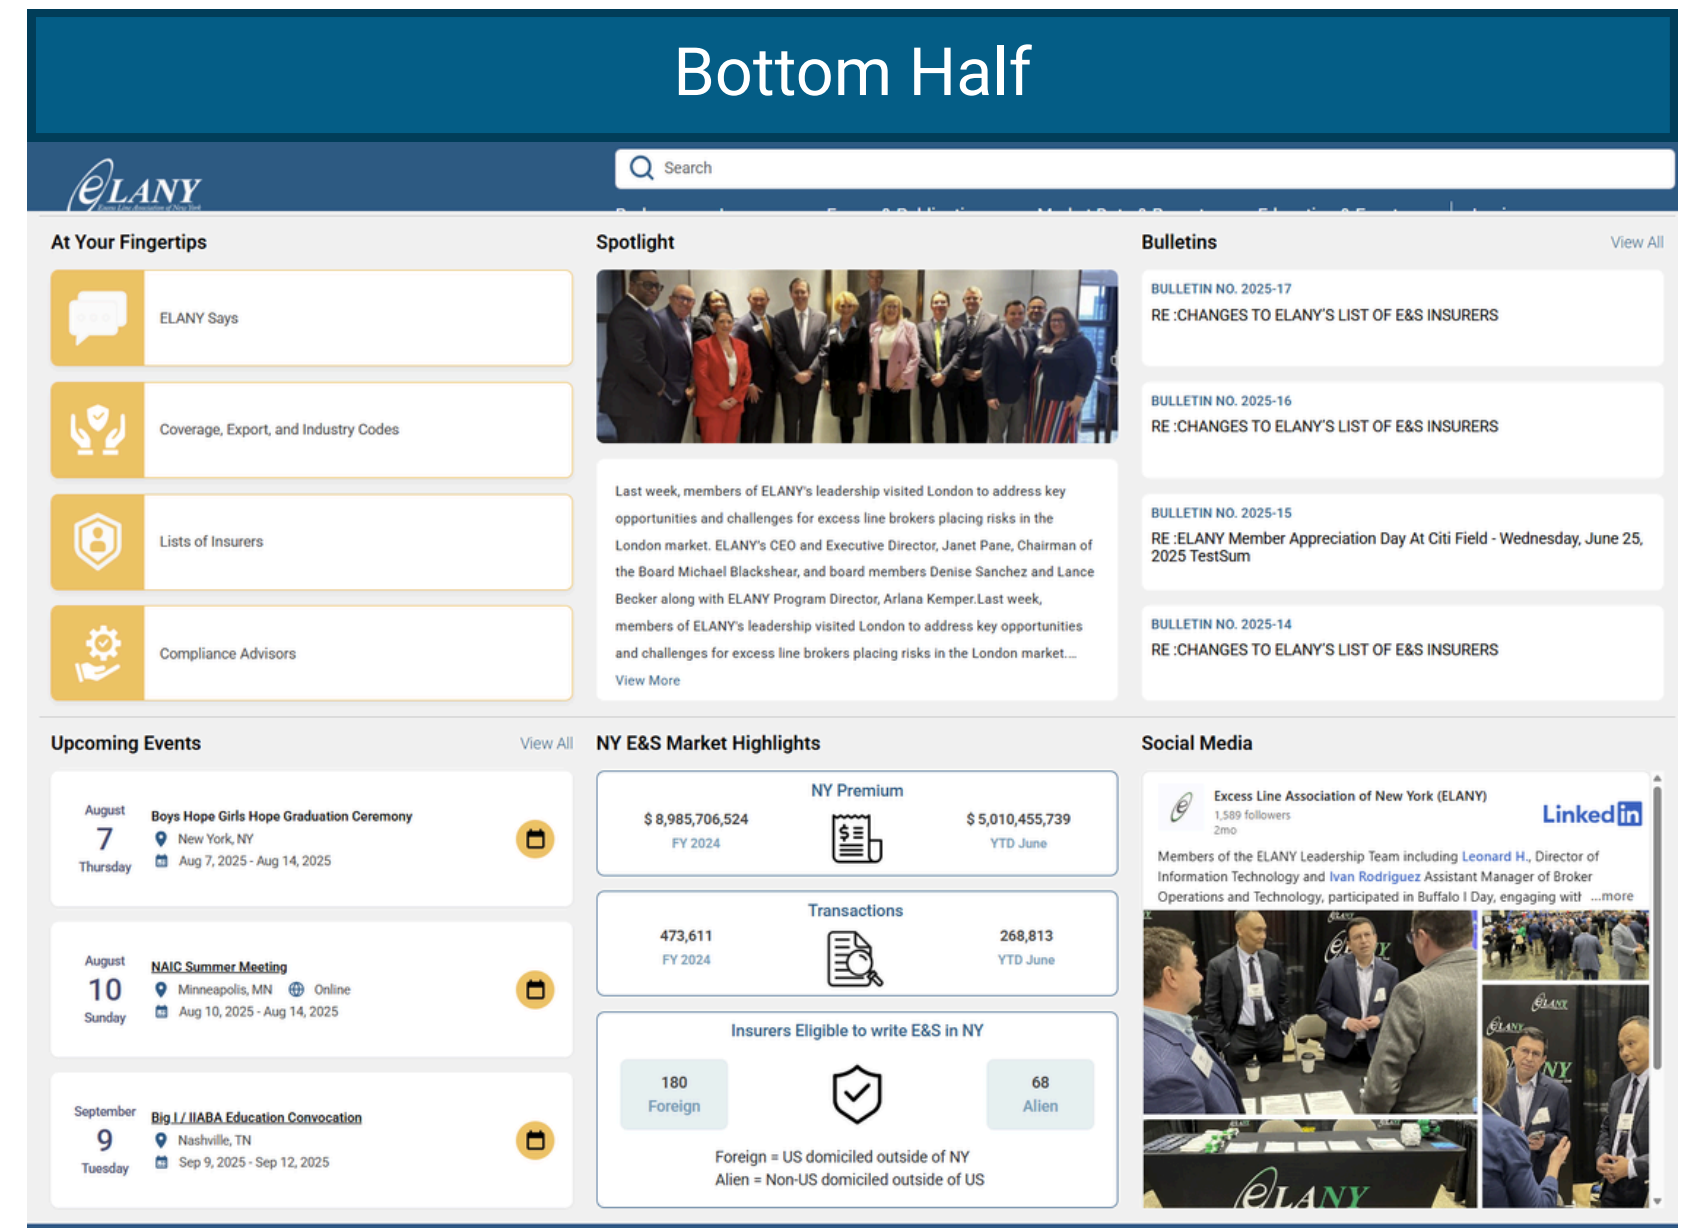 Bottom Half
eLANY
Excess Line Association of New York
Search
At Your Fingertips
ELANY Says
Coverage, Export, and Industry Codes
Lists of Insurers
Compliance Advisors
Spotlight
Last week, members of ELANY's leadership visited London to address key
opportunities and challenges for excess line brokers placing risks in the
London market. ELANY's CEO and Executive Director, Janet Pane, Chairman of
the Board Michael Blackshear, and board members Denise Sanchez and Lance
Becker along with ELANY Program Director, Arlana Kemper.Last week,
members of ELANY's leadership visited London to address key opportunities
and challenges for excess line brokers placing risks in the London market....
View More
Bulletins
View All
BULLETIN NO. 2025-17
RE :CHANGES TO ELANY'S LIST OF E&S INSURERS
BULLETIN NO. 2025-16
RE :CHANGES TO ELANY'S LIST OF E&S INSURERS
BULLETIN NO. 2025-15
RE :ELANY Member Appreciation Day At Citi Field - Wednesday, June 25,
2025 TestSum
BULLETIN NO. 2025-14
RE :CHANGES TO ELANY'S LIST OF E&S INSURERS
Upcoming Events
View All
August
7
Thursday
Boys Hope Girls Hope Graduation Ceremony
New York, NY
Aug 7, 2025 - Aug 14, 2025
August
10
Sunday
NAIC Summer Meeting
Minneapolis, MN Online
Aug 10, 2025 - Aug 14, 2025
September
9
Tuesday
Big I / IIABA Education Convocation
Nashville, TN
Sep 9, 2025 - Sep 12, 2025
NY E&S Market Highlights
NY Premium
$ 8,985,706,524
FY 2024
$ 5,010,455,739
YTD June
Transactions
473,611
FY 2024
268,813
YTD June
Insurers Eligible to write E&S in NY
180
Foreign
68
Alien
Foreign = US domiciled outside of NY
Alien = Non-US domiciled outside of US
Social Media
Excess Line Association of New York (ELANY)
1,589 followers
2mo
LinkedIn
Members of the ELANY Leadership Team including Leonard H., Director of
Information Technology and Ivan Rodriguez Assistant Manager of Broker
Operations and Technology, participated in Buffalo I Day, engaging with ...more
eLANY
eLANY
eLANY